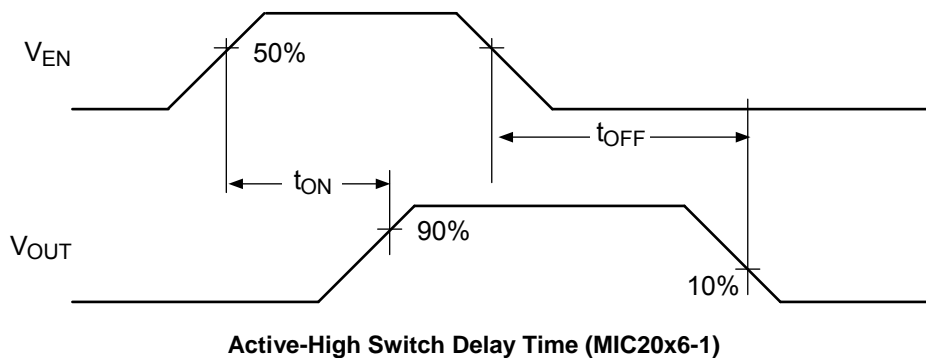 V_EN
50%
t_OFF
t_ON
V_OUT
90%
10%
Active-High Switch Delay Time (MIC20x6-1)